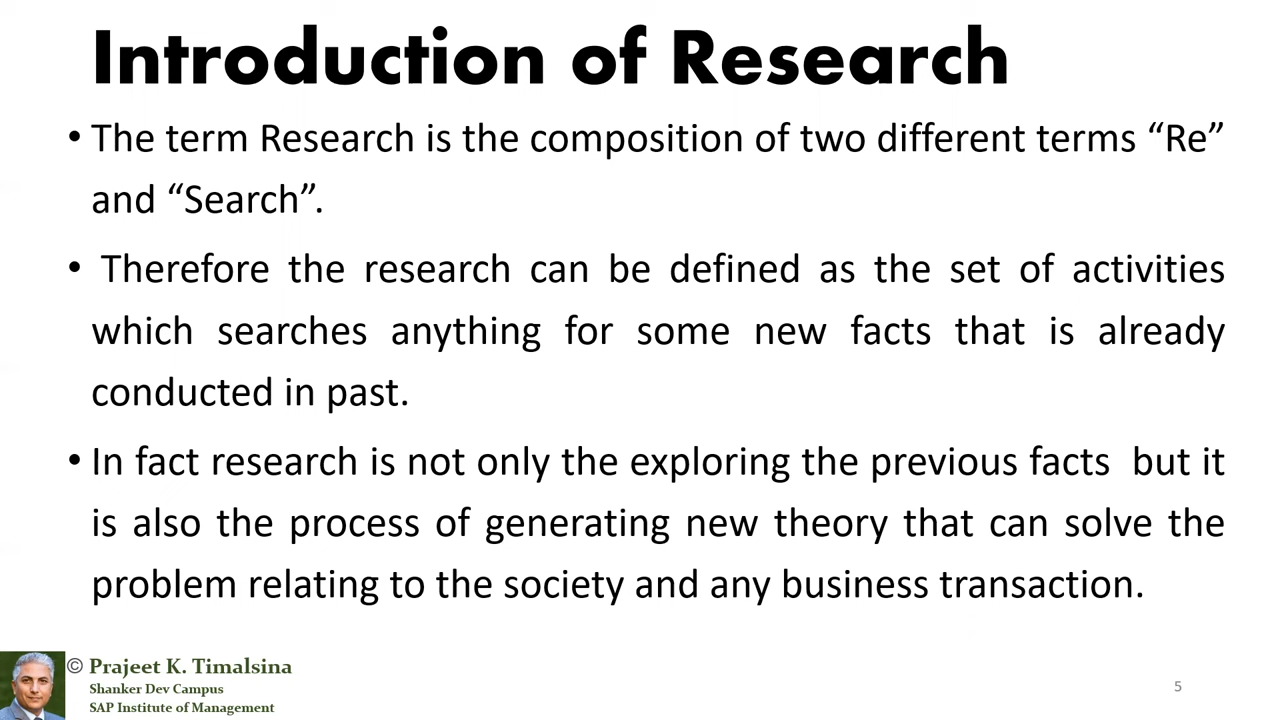 Introduction of Research
• The term Research is the composition of two different terms “Re”
and “Search”.
• Therefore the research can be defined as the set of activities
which searches anything for some new facts that is already
conducted in past.
• In fact research is not only the exploring the previous facts but it
is also the process of generating new theory that can solve the
problem relating to the society and any business transaction.
© Prajeet K. Timalsina
Shanker Dev Campus
SAP Institute of Management
5